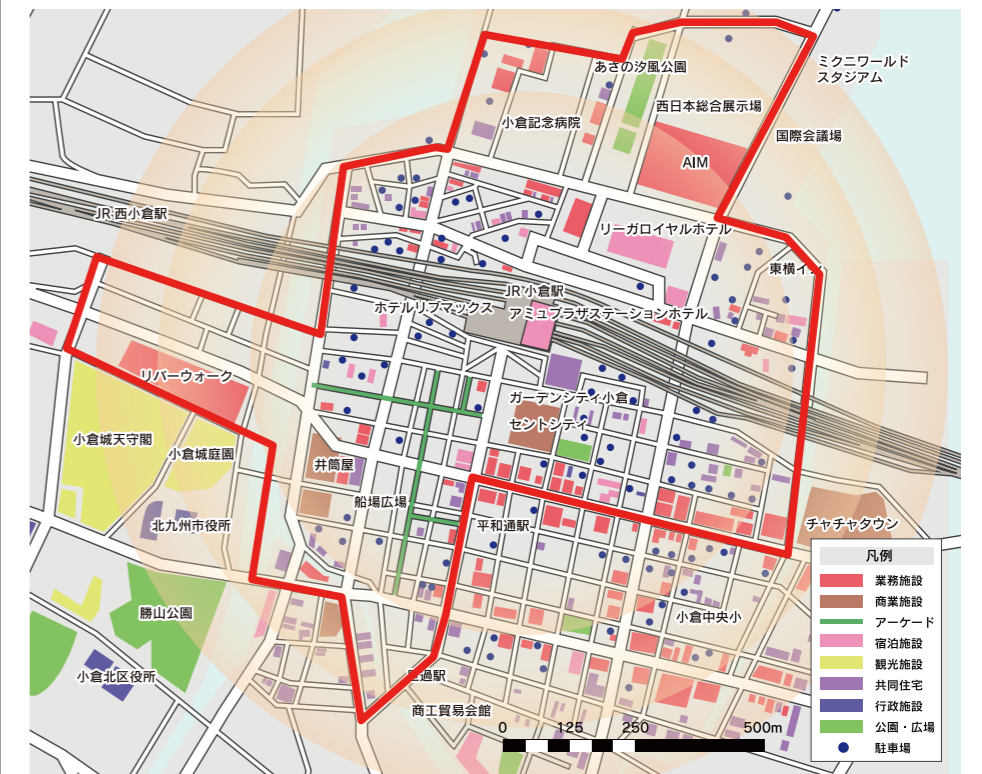 ミクニワールド
スタジアム
あさの汐風公園
西日本総合展示場
小倉記念病院
国際会議場
AIM
JR 西小倉駅
リーガロイヤルホテル
東横イン
JR 小倉駅
ホテルリブマックス
アミュプラザステーションホテル
リバーウォーク
ガーデンシティ小倉
セントシティ
小倉城天守閣
小倉城庭園
井筒屋
船場広場
北九州市役所
平和通駅
チャチャタウン
勝山公園
小倉中央小
小倉北区役所
旦過駅
商工貿易会館
0 125 250 500m
凡例
業務施設
商業施設
アーケード
宿泊施設
観光施設
共同住宅
行政施設
公園・広場
駐車場